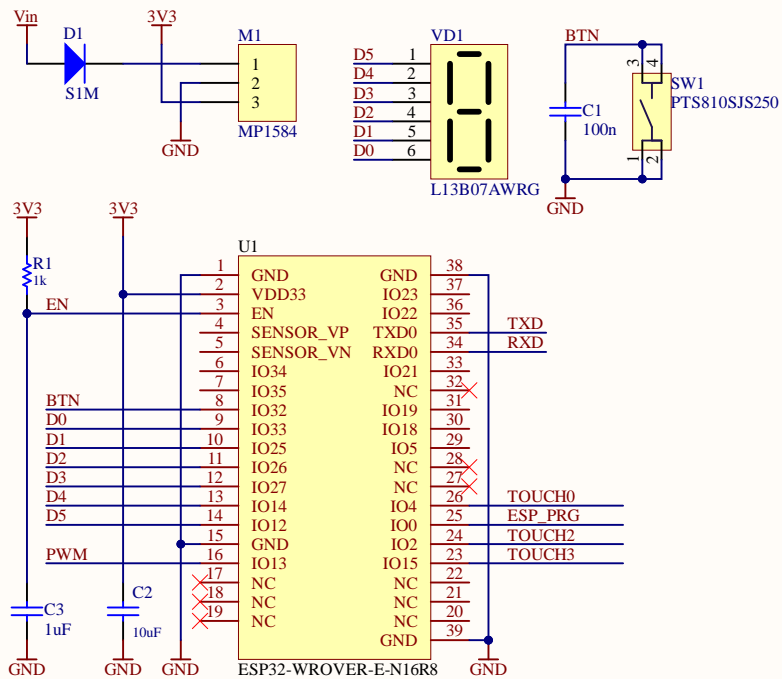 Vin
D1
S1M
3V3
M1
1
2
3
MP1584
GND
VD1
D5 1
D4 2
D3 3
D2 4
D1 5
D0 6
L13B07AWRG
BTN
C1
100n
3 4
SW1
PTS810SJS250
1 2
GND
3V3
R1
1k
EN
C3
1uF
GND
3V3
C2
10uF
GND
GND
U1
1 GND
2 VDD33
3 EN
4 SENSOR_VP
5 SENSOR_VN
6 IO34
7 IO35
BTN 8 IO32
D0 9 IO33
D1 10 IO25
D2 11 IO26
D3 12 IO27
D4 13 IO14
D5 14 IO12
15 GND
PWM 16 IO13
17 NC
18 NC
19 NC
GND 38
IO23 37
IO22 36
TXD0 35 TXD
RXD0 34 RXD
IO21 33
NC 32
IO19 31
IO18 30
IO5 29
NC 28
NC 27
IO4 26 TOUCH0
IO0 25 ESP_PRG
IO2 24 TOUCH2
IO15 23 TOUCH3
NC 22
NC 21
NC 20
GND 39
GND
ESP32-WROVER-E-N16R8